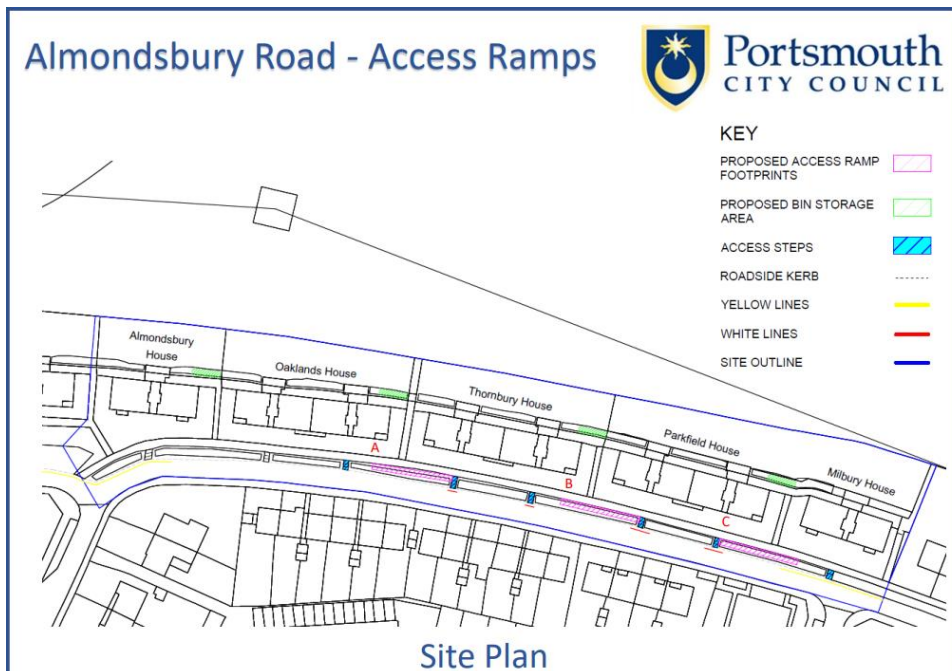 Almondsbury Road - Access Ramps
Portsmouth
CITY COUNCIL
KEY
PROPOSED ACCESS RAMP
FOOTPRINTS
PROPOSED BIN STORAGE
AREA
ACCESS STEPS
ROADSIDE KERB
YELLOW LINES
WHITE LINES
SITE OUTLINE
Almondsbury
House
Oaklands House
Thornbury House
Parkfield House
Milbury House
A
B
C
Site Plan